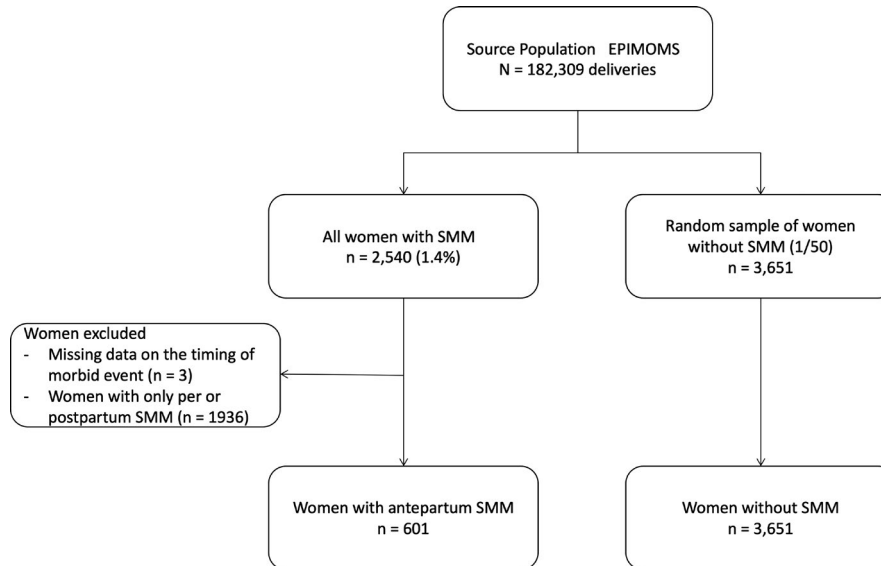 Source Population EPIMOMS
N = 182,309 deliveries
All women with SMM
n = 2,540 (1.4%)
Random sample of women
without SMM (1/50)
n = 3,651
Women excluded
- Missing data on the timing of
morbid event (n = 3)
- Women with only per or
postpartum SMM (n = 1936)
Women with antepartum SMM
n = 601
Women without SMM
n = 3,651